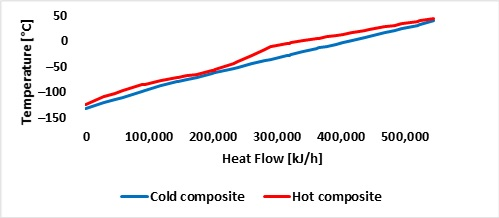 Temperature [°C]
50
0
−50
−100
−150
0 100,000 200,000 300,000 400,000 500,000
Heat Flow [kJ/h]
Cold composite Hot composite